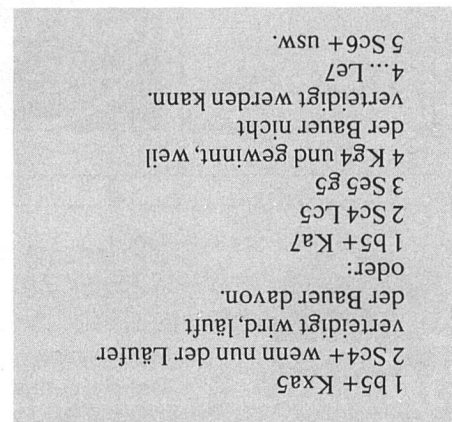 1 b5+ Kxa5
2 Sc4+ wenn nun der Läufer
verteidigt wird, läuft
der Bauer davon.
oder:
1 b5+ Ka7
2 Sc4 Lc5
3 Se5 g5
4 Kg4 und gewinnt, weil
der Bauer nicht
verteidigt werden kann.
4... Le7
5 Sc6+ usw.